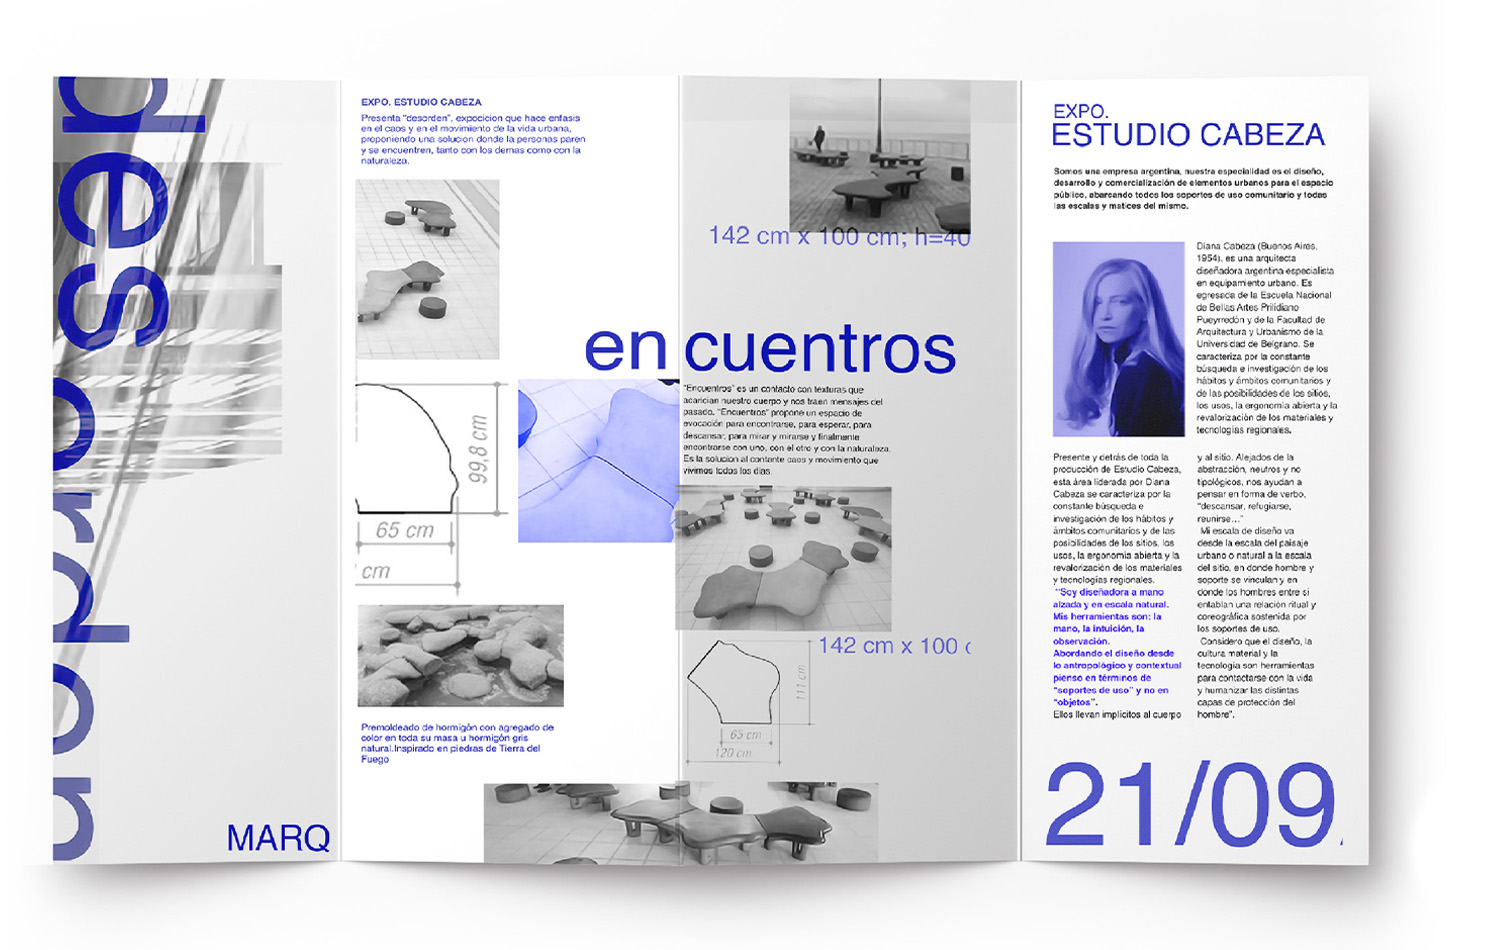 des orden
MARQ
EXPO. ESTUDIO CABEZA
Presenta "desorden", expocicion que hace enfasis
en el caos y en el movimiento de la vida urbana,
proponiendo una solucion donde la personas paren
y se encuentren, tanto con los demas como con la
naturaleza.
99,8 cm
65 cm
cm
Premoldeado de hormigón con agregado de
color en toda su masa u hormigón gris
natural.Inspirado en piedras de Tierra del
Fuego
142 cm x 100 cm; h=40
en cuentros
"Encuentros" es un contacto con texturas que
acarician nuestro cuerpo y nos traen mensajes del
pasado. "Encuentros" propone un espacio de
evocación para encontrarse, para esperar, para
descansar, para mirar y mirarse y finalmente
encontrarse con uno, con el otro y con la naturaleza.
Es la solucion al contante caos y movimiento que
vivimos todos los dias.
142 cm x 100 c
111 cm
65 cm
120 cm
EXPO.
ESTUDIO CABEZA
Somos una empresa argentina, nuestra especialidad es el diseño,
desarrollo y comercialización de elementos urbanos para el espacio
público, abarcando todos los soportes de uso comunitario y todas
las escalas y matices del mismo.
Diana Cabeza (Buenos Aires,
1954), es una arquitecta
diseñadora argentina especialista
en equipamiento urbano. Es
egresada de la Escuela Nacional
de Bellas Artes Prilidiano
Pueyrredón y de la Facultad de
Arquitectura y Urbanismo de la
Universidad de Belgrano. Se
caracteriza por la constante
búsqueda e investigación de los
hábitos y ámbitos comunitarios y
de las posibilidades de los sitios,
los usos, la ergonomía abierta y la
revalorización de los materiales y
tecnologías regionales.
Presente y detrás de toda la
producción de Estudio Cabeza,
esta área liderada por Diana
Cabeza se caracteriza por la
constante búsqueda e
investigación de los hábitos y
ámbitos comunitarios y de las
posibilidades de los sitios, los
usos, la ergonomía abierta y la
revalorización de los materiales
y tecnologías regionales.
"Soy diseñadora a mano
alzada y en escala natural.
Mis herramientas son: la
mano, la intuición, la
observación.
Abordando el diseño desde
lo antropológico y contextual
pienso en términos de
"soportes de uso" y no en
"objetos".
Ellos llevan implícitos al cuerpo
y al sitio. Alejados de la
abstracción, neutros y no
tipológicos, nos ayudan a
pensar en forma de verbo,
"descansar, refugiarse,
reunirse..."
Mi escala de diseño va
desde la escala del paisaje
urbano o natural a la escala
del sitio, en donde hombre y
soporte se vinculan y en
donde los hombres entre si
entablan una relación ritual y
coreográfica sostenida por
los soportes de uso.
Considero que el diseño, la
cultura material y la
tecnología son herramientas
para contactarse con la vida
y humanizar las distintas
capas de protección del
hombre".
21/09